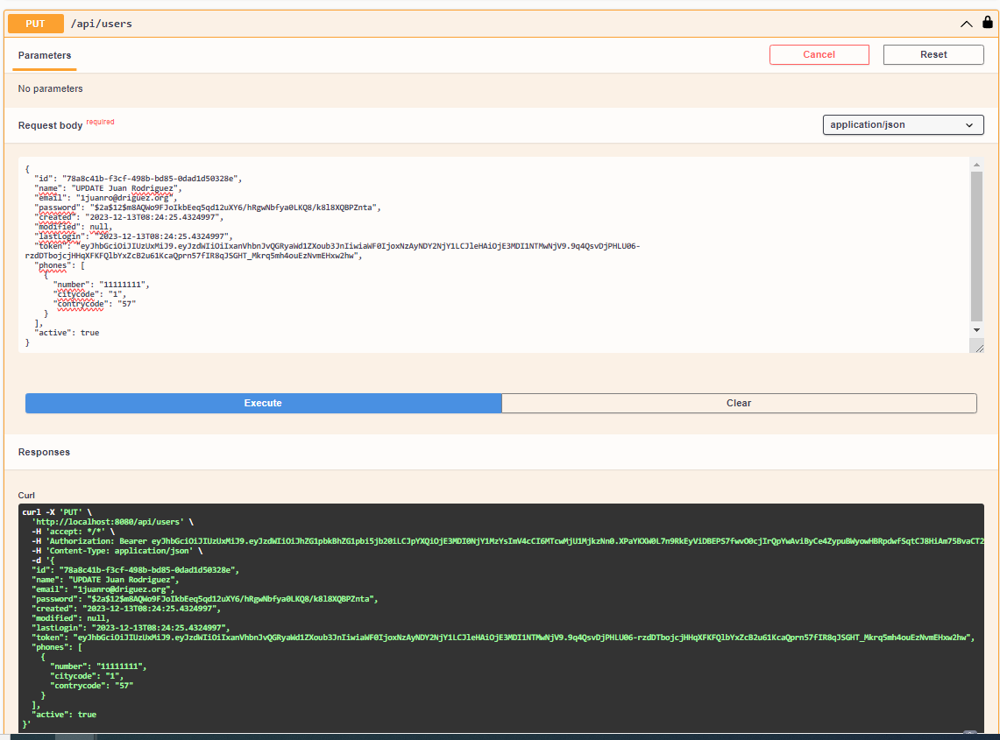 PUT /api/users
Parameters Cancel Reset
No parameters
Request body required application/json
{
"id": "78a8c41b-f3cf-498b-bd85-0dad1d50328e",
"name": "UPDATE Juan Rodriguez",
"email": "1juanro@driguez.org",
"password": "$2a$12$m8AQWo9FJoIkbEeq5qd12uXY6/hRgwNbfya0LKQ8/k8l8XQBPZnta",
"created": "2023-12-13T08:24:25.4324997",
"modified": null,
"lastLogin": "2023-12-13T08:24:25.4324997",
"token": "eyJhbGciOiJIUzUxMiJ9.eyJzdWIiOiIxanVhbnJvQGRyaWd1ZXoub3JnIiwiaWF0IjoxNzAyNDY2NjY1LCJleHAiOjE3MDI1NTMwNjV9.9q4QsvDjPHLU06-
rzdDTbojcjHHqXFKFQlbYxZcB2u61KcaQprn57fIR8qJSGHT_Mkrq5mh4ouEzNvmEHxw2hw",
"phones": [
{
"number": "11111111",
"citycode": "1",
"contrycode": "57"
}
],
"active": true
}
Execute Clear
Responses
Curl
curl -X 'PUT' \
'http://localhost:8080/api/users' \
-H 'accept: */*' \
-H 'Authorization: Bearer eyJhbGciOiJIUzUxMiJ9.eyJzdWIiOiJhZG1pbkBhZG1pbi5jb20iLCJpYXQiOjE3MDI0NjY1MzYsImV4cCI6MTcwMjU1MjkzNn0.XPaYKXW0L7n9RkEyViDBEPS7fwvO0cjIrQpYwAviByCe4ZypuBWyowHBRpdwfSqtCJ8HiAm75BvaCT2
-H 'Content-Type: application/json' \
-d '{
"id": "78a8c41b-f3cf-498b-bd85-0dad1d50328e",
"name": "UPDATE Juan Rodriguez",
"email": "1juanro@driguez.org",
"password": "$2a$12$m8AQWo9FJoIkbEeq5qd12uXY6/hRgwNbfya0LKQ8/k8l8XQBPZnta",
"created": "2023-12-13T08:24:25.4324997",
"modified": null,
"lastLogin": "2023-12-13T08:24:25.4324997",
"token": "eyJhbGciOiJIUzUxMiJ9.eyJzdWIiOiIxanVhbnJvQGRyaWd1ZXoub3JnIiwiaWF0IjoxNzAyNDY2NjY1LCJleHAiOjE3MDI1NTMwNjV9.9q4QsvDjPHLU06-rzdDTbojcjHHqXFKFQlbYxZcB2u61KcaQprn57fIR8qJSGHT_Mkrq5mh4ouEzNvmEHxw2hw",
"phones": [
{
"number": "11111111",
"citycode": "1",
"contrycode": "57"
}
],
"active": true
}'